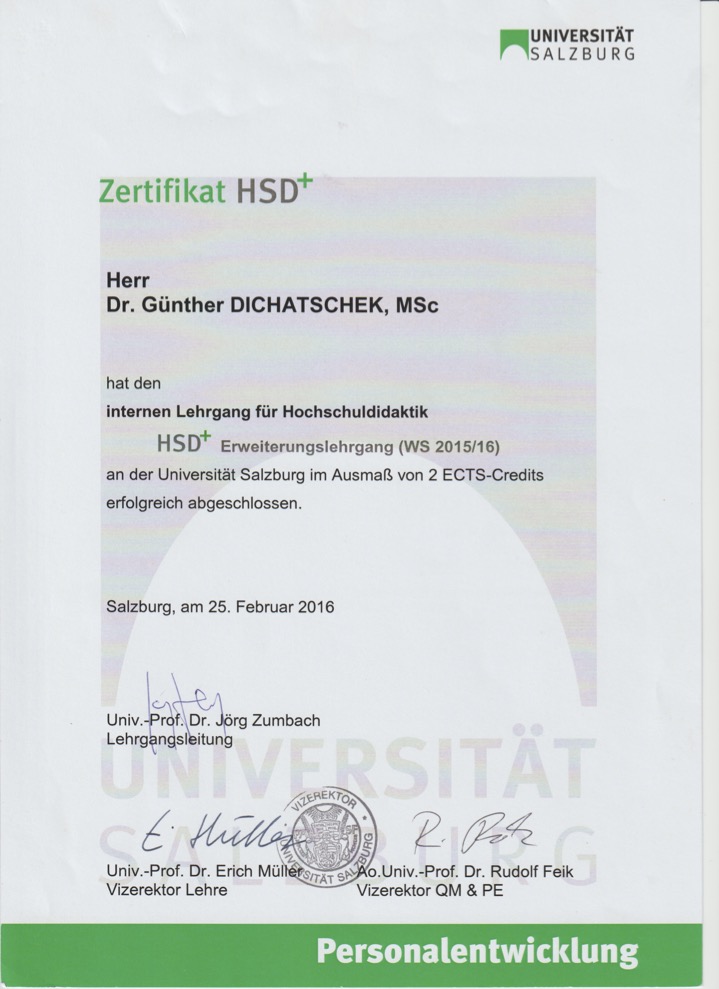 UNIVERSITÄT
SALZBURG
Zertifikat HSD+
Herr
Dr. Günther DICHATSCHEK, MSc
hat den
internen Lehrgang für Hochschuldidaktik
HSD+ Erweiterungslehrgang (WS 2015/16)
an der Universität Salzburg im Ausmaß von 2 ECTS-Credits
erfolgreich abgeschlossen.
Salzburg, am 25. Februar 2016
Univ.-Prof. Dr. Jörg Zumbach
Lehrgangsleitung
UNIVERSITÄT
SALZBURG
VIZEREKTOR
UNIVERSITÄT SALZBURG
E. Müller
Univ.-Prof. Dr. Erich Müller
Ao.Univ.-Prof. Dr. Rudolf Feik
Vizerektor Lehre
Vizerektor QM & PE
Personalentwicklung